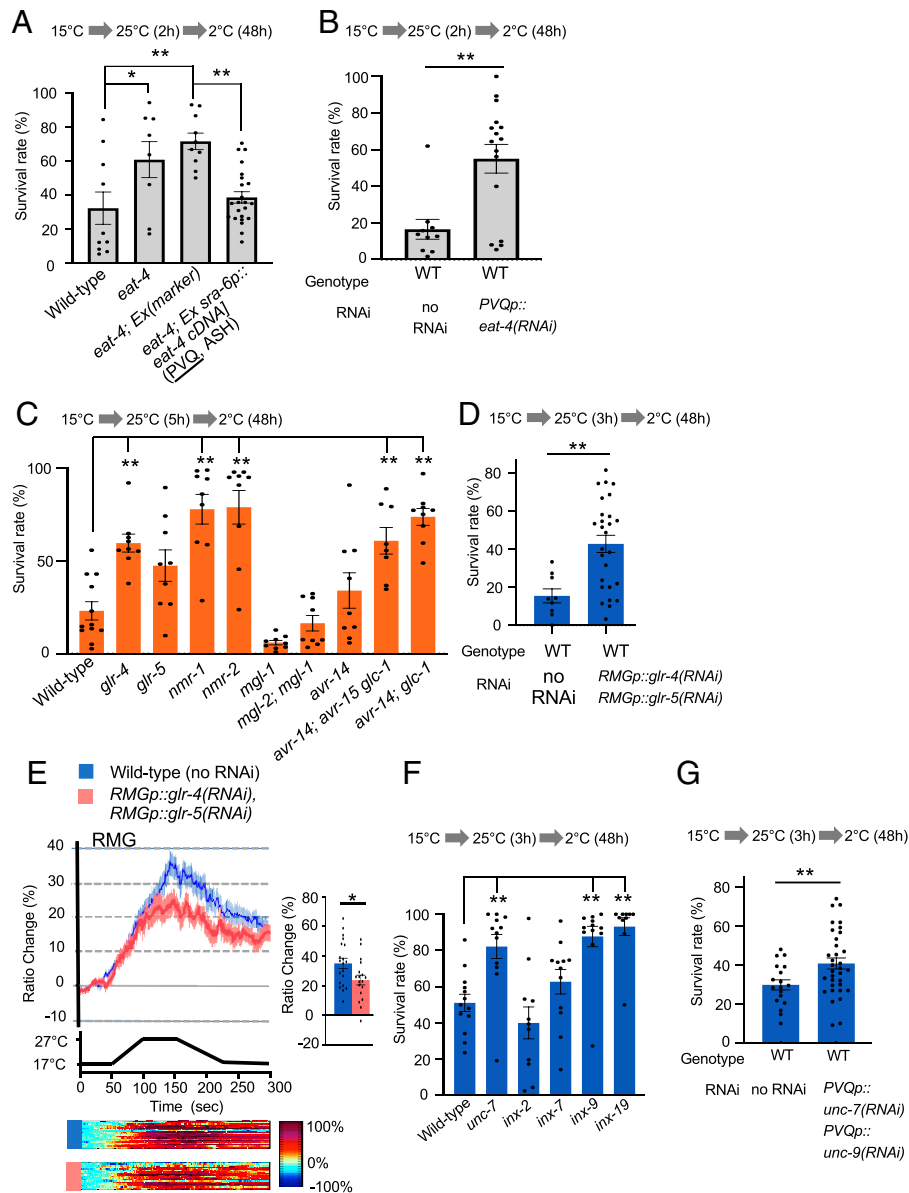 A
15°C 25°C (2h) 2°C (48h)
**
* **
Survival rate (%)
100
80
60
40
20
0
Wild-type
eat-4
eat-4; Ex(marker)
eat-4; Ex sra-6p::
eat-4 cDNA]
(PVQ, ASH)
B
15°C 25°C (2h) 2°C (48h)
**
Survival rate (%)
100
80
60
40
20
0
Genotype WT WT
RNAi no RNAi PVQp::
eat-4(RNAi)
C
15°C 25°C (5h) 2°C (48h)
** ** ** ** **
Survival rate (%)
100
50
0
Wild-type
glr-4
glr-5
nmr-1
nmr-2
mgl-1
mgl-2; mgl-1
avr-14
avr-14; avr-15 glc-1
avr-14; glc-1
D
15°C 25°C (3h) 2°C (48h)
**
Survival rate (%)
100
80
60
40
20
0
Genotype WT WT
RNAi no RNAi RMGp::glr-4(RNAi)
RMGp::glr-5(RNAi)
E
Wild-type (no RNAi)
RMGp::glr-4(RNAi),
RMGp::glr-5(RNAi)
RMG
Ratio Change (%)
40
30
20
10
0
-10
27°C
17°C
0 50 100 150 200 250 300
Time (sec)
100%
0%
-100%
Ratio Change (%)
80
60
40
20
0
-20
*
F
15°C 25°C (3h) 2°C (48h)
** ** **
Survival rate (%)
100
80
60
40
20
0
Wild-type
unc-7
inx-2
inx-7
inx-9
inx-19
G
15°C 25°C (3h) 2°C (48h)
**
Survival rate (%)
100
80
60
40
20
0
Genotype WT WT
RNAi no RNAi PVQp::
unc-7(RNAi)
PVQp::
unc-9(RNAi)